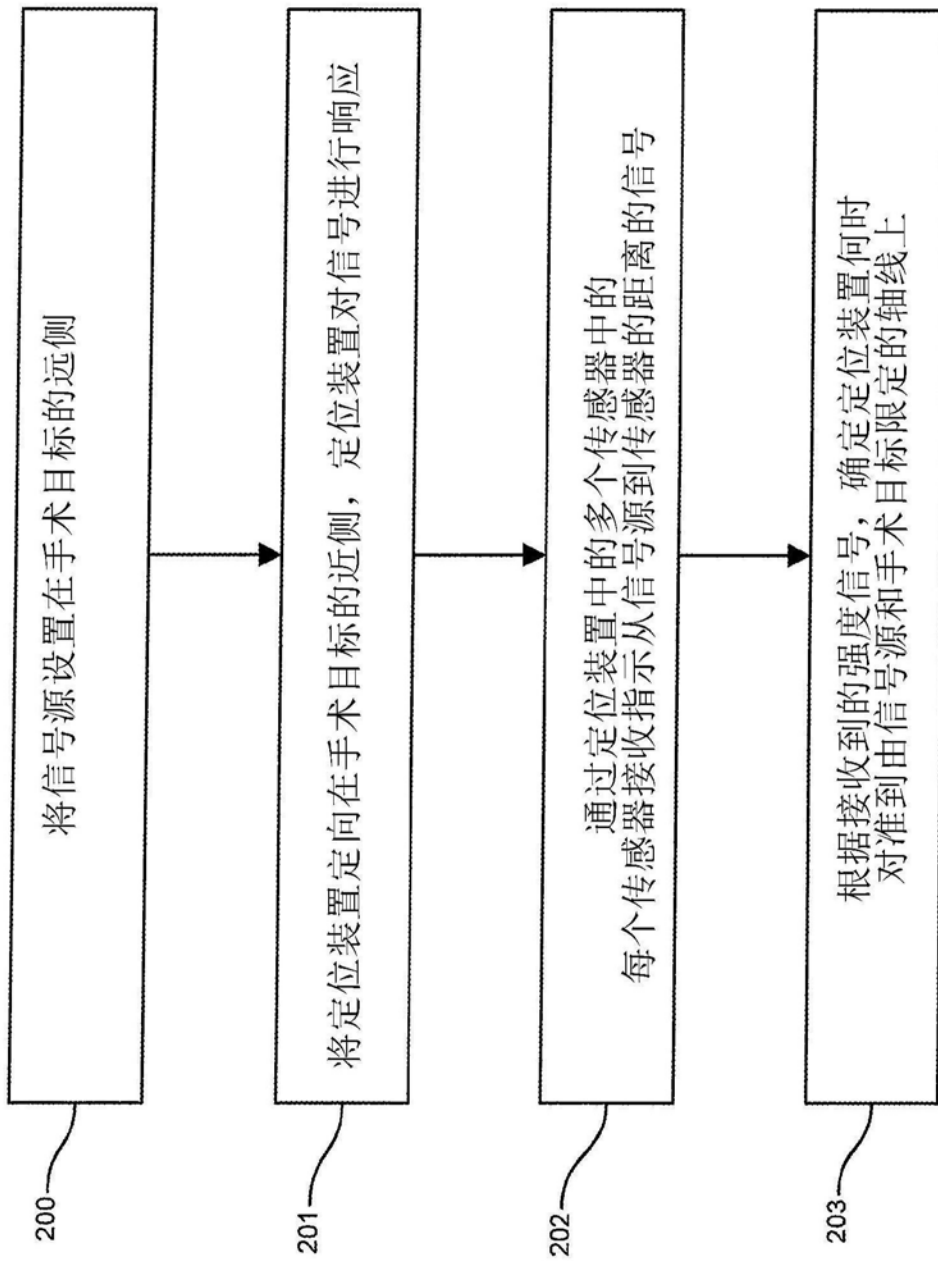 200
将信号源设置在手术目标的远侧
201
将定位装置定向在手术目标的近侧，定位装置对信号进行响应
202
通过定位装置中的多个传感器中的
每个传感器接收指示从信号源到传感器的距离的信号
203
根据接收到的强度信号，确定定位装置何时
对准到由信号源和手术目标限定的轴线上